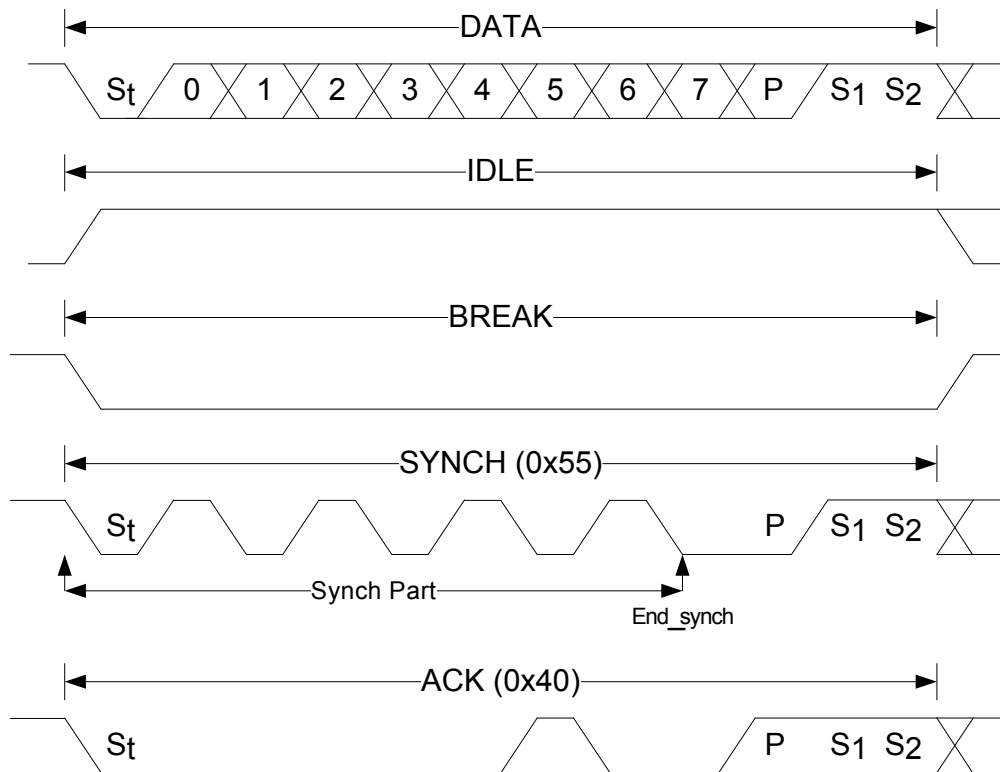 DATA
St 0 1 2 3 4 5 6 7 P S1 S2
IDLE
BREAK
SYNCH (0x55)
St P S1 S2
Synch Part
End_synch
ACK (0x40)
St P S1 S2